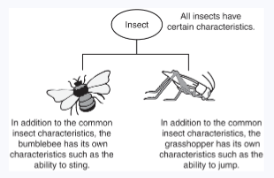 Insect
All insects have
certain characteristics.
In addition to the common
insect characteristics, the
bumblebee has its own
characteristics such as the
ability to sting.
In addition to the common
insect characteristics, the
grasshopper has its own
characteristics such as the
ability to jump.